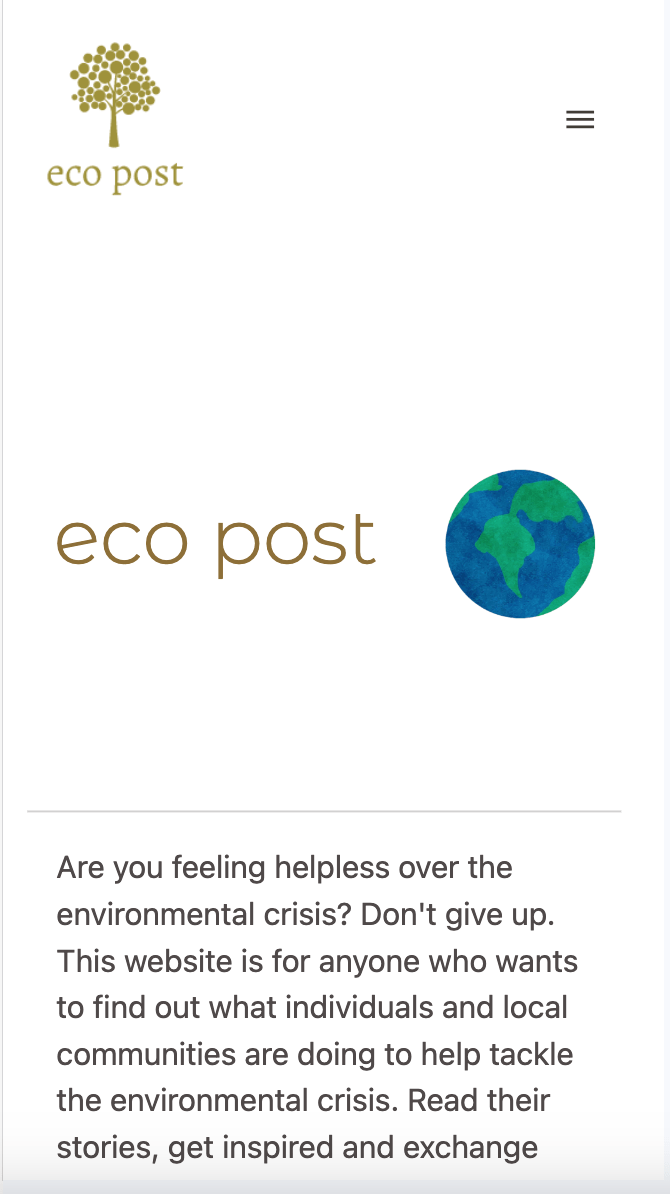 eco post
eco post
Are you feeling helpless over the
environmental crisis? Don't give up.
This website is for anyone who wants
to find out what individuals and local
communities are doing to help tackle
the environmental crisis. Read their
stories, get inspired and exchange